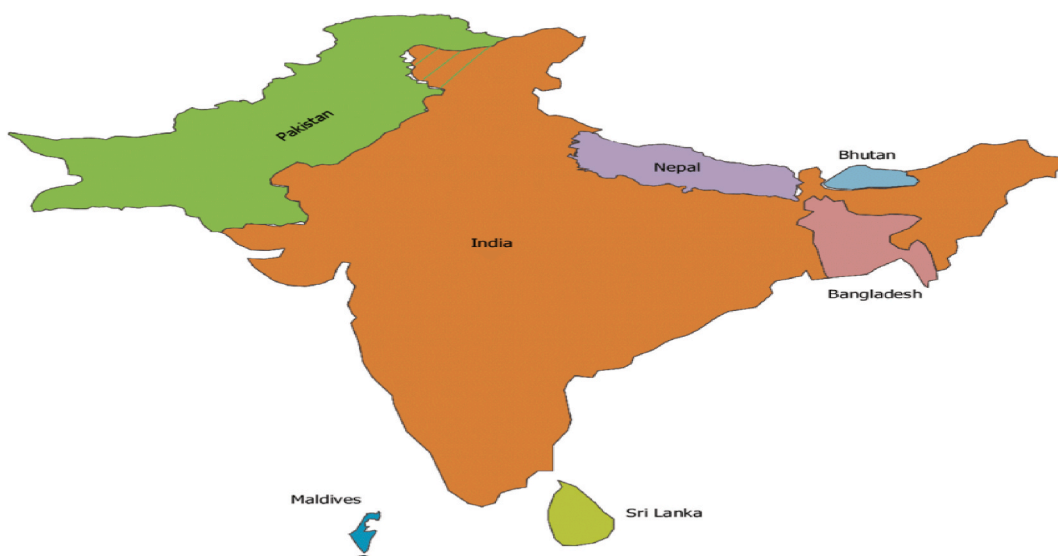 Pakistan
Bhutan
Nepal
India
Bangladesh
Maldives
Sri Lanka